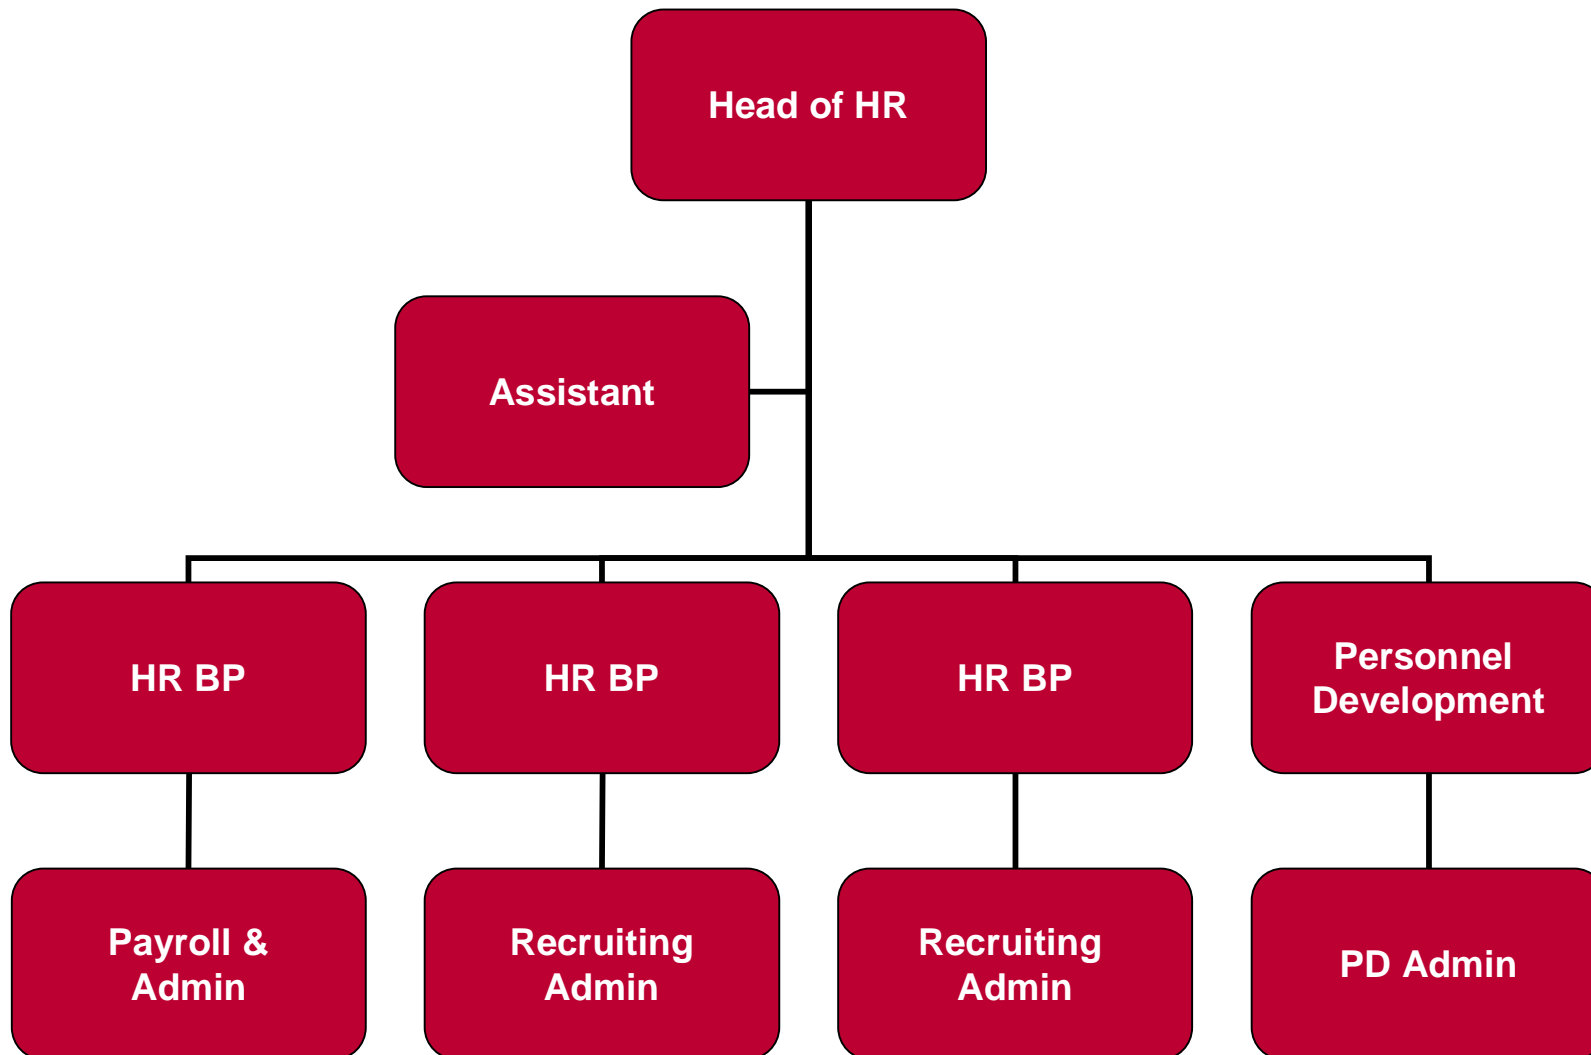 Head of HR
Assistant
HR BP
HR BP
HR BP
Personnel
Development
Payroll &
Admin
Recruiting
Admin
Recruiting
Admin
PD Admin